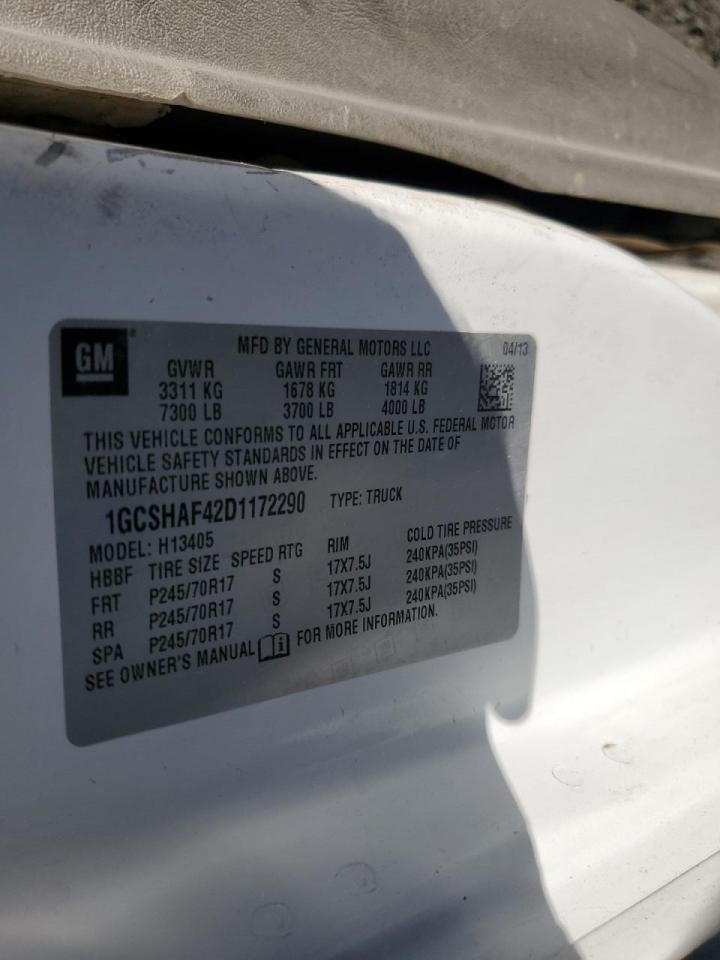 GM
MFD BY GENERAL MOTORS LLC 04/13
GVWR GAWR FRT GAWR RR
3311 KG 1678 KG 1814 KG
7300 LB 3700 LB 4000 LB
THIS VEHICLE CONFORMS TO ALL APPLICABLE U.S. FEDERAL MOTOR
VEHICLE SAFETY STANDARDS IN EFFECT ON THE DATE OF
MANUFACTURE SHOWN ABOVE.
1GCSHAF42D1172290 TYPE: TRUCK
MODEL: H13405
HBBF TIRE SIZE SPEED RTG RIM COLD TIRE PRESSURE
FRT P245/70R17 S 17X7.5J 240KPA(35PSI)
RR P245/70R17 S 17X7.5J 240KPA(35PSI)
SPA P245/70R17 S 17X7.5J 240KPA(35PSI)
SEE OWNER'S MANUAL i FOR MORE INFORMATION.